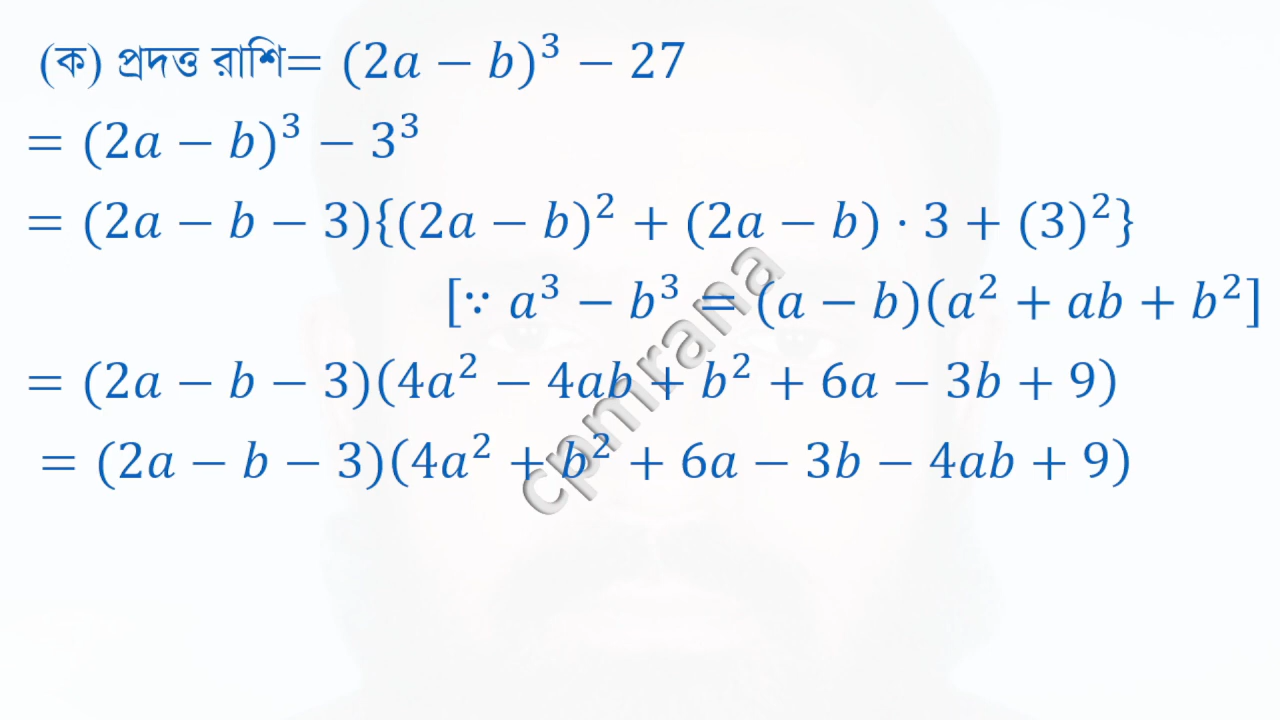 (ক) প্রদত্ত রাশি= (2a − b)³ − 27
= (2a − b)³ − 3³
= (2a − b − 3){(2a − b)² + (2a − b) · 3 + (3)²}
[∵ a³ − b³ = (a − b)(a² + ab + b²]
= (2a − b − 3)(4a² − 4ab + b² + 6a − 3b + 9)
= (2a − b − 3)(4a² + b² + 6a − 3b − 4ab + 9)
cpmrana